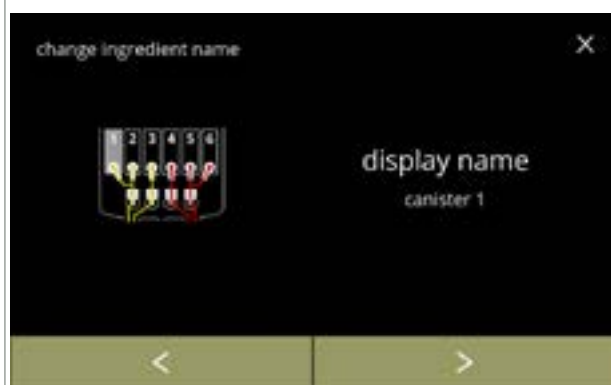 change ingredient name
X
1 2 3 4 5 6
display name
canister 1
< >